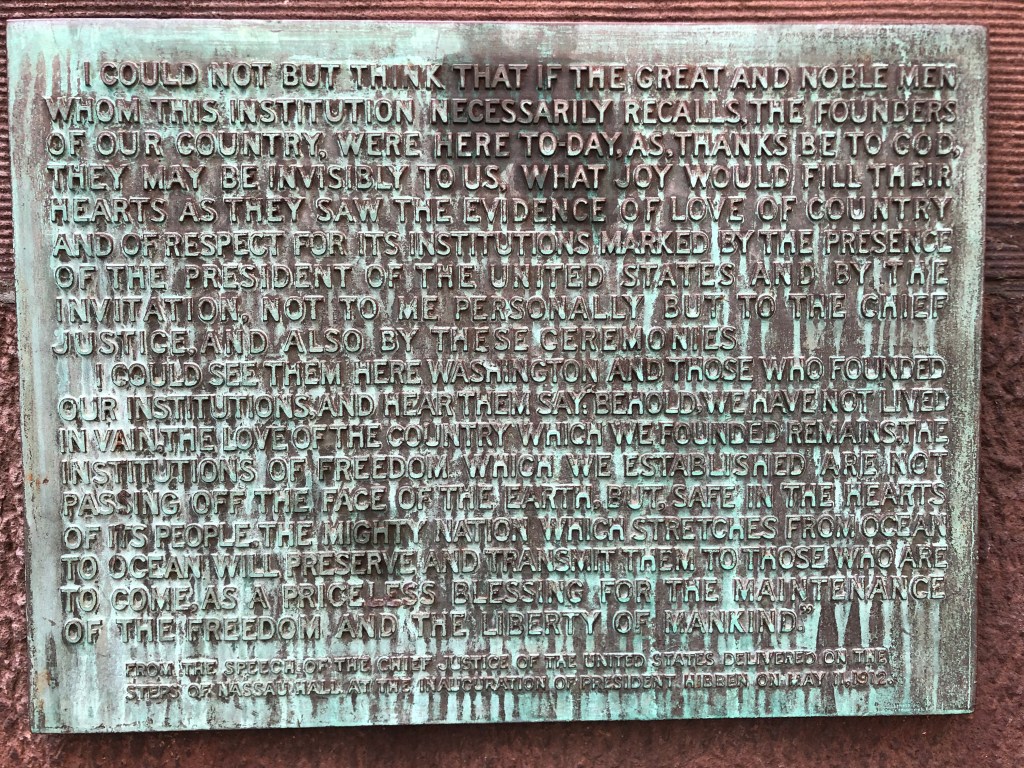 I COULD NOT BUT THINK THAT IF THE GREAT AND NOBLE MEN
WHOM THIS INSTITUTION NECESSARILY RECALLS, THE FOUNDERS
OF OUR COUNTRY, WERE HERE TO-DAY, AS, THANKS BE TO GOD,
THEY MAY BE INVISIBLY TO US, WHAT JOY WOULD FILL THEIR
HEARTS AS THEY SAW THE EVIDENCE OF LOVE OF COUNTRY
AND OF RESPECT FOR ITS INSTITUTIONS MARKED BY THE PRESENCE
OF THE PRESIDENT OF THE UNITED STATES AND BY THE
INVITATION, NOT TO ME PERSONALLY BUT TO THE CHIEF
JUSTICE, AND ALSO BY THESE CEREMONIES
I COULD SEE THEM HERE WASHINGTON AND THOSE WHO FOUNDED
OUR INSTITUTIONS, AND HEAR THEM SAY: "BEHOLD, WE HAVE NOT LIVED
IN VAIN, THE LOVE OF THE COUNTRY WHICH WE FOUNDED REMAINS, THE
INSTITUTIONS OF FREEDOM WHICH WE ESTABLISHED ARE NOT
PASSING OFF THE FACE OF THE EARTH, BUT, SAFE IN THE HEARTS
OF ITS PEOPLE, THE MIGHTY NATION WHICH STRETCHES FROM OCEAN
TO OCEAN WILL PRESERVE AND TRANSMIT THEM TO THOSE WHO ARE
TO COME, AS A PRICELESS BLESSING FOR THE MAINTENANCE
OF THE FREEDOM AND THE LIBERTY OF MANKIND."
FROM THE SPEECH OF THE CHIEF JUSTICE OF THE UNITED STATES DELIVERED ON THE
STEPS OF NASSAU HALL AT THE INAUGURATION OF PRESIDENT HIBBEN ON MAY 11, 1912.